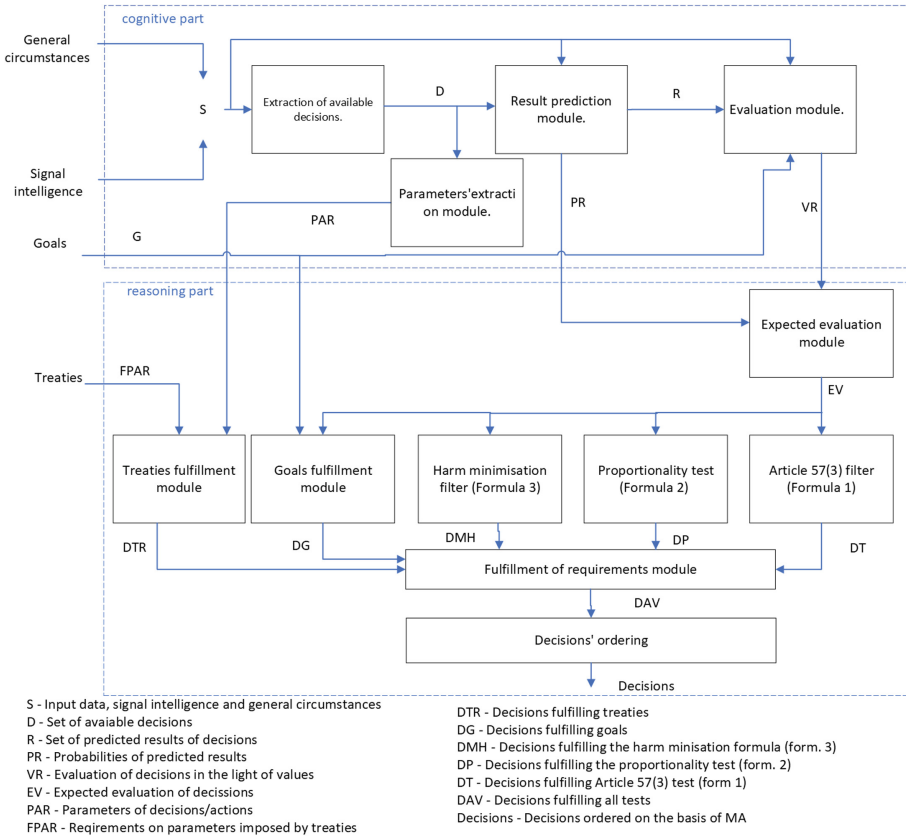 cognitive part
General
circumstances
S
Extraction of available
decisions.
D
Result prediction
module.
R
Evaluation module.
Signal
intelligence
Parameters'extracti
on module.
PAR
PR
VR
Goals
G
reasoning part
Expected evaluation
module
Treaties
FPAR
EV
Treaties fulfillment
module
Goals fulfillment
module
Harm minimisation
filter (Formula 3)
Proportionality test
(Formula 2)
Article 57(3) filter
(Formula 1)
DTR
DG
DMH
DP
DT
Fulfillment of requirements module
DAV
Decisions' ordering
Decisions
S - Input data, signal intelligence and general circumstances
D - Set of avaiable decisions
R - Set of predicted results of decisions
PR - Probabilities of predicted results
VR - Evaluation of decisions in the light of values
EV - Expected evaluation of decissions
PAR - Parameters of decisions/actions
FPAR - Reqirements on parameters imposed by treaties
DTR - Decisions fulfilling treaties
DG - Decisions fulfilling goals
DMH - Decisions fulfilling the harm minisation formula (form. 3)
DP - Decisions fulfilling the proportionality test (form. 2)
DT - Decisions fulfilling Article 57(3) test (form 1)
DAV - Decisions fulfilling all tests
Decisions - Decisions ordered on the basis of MA